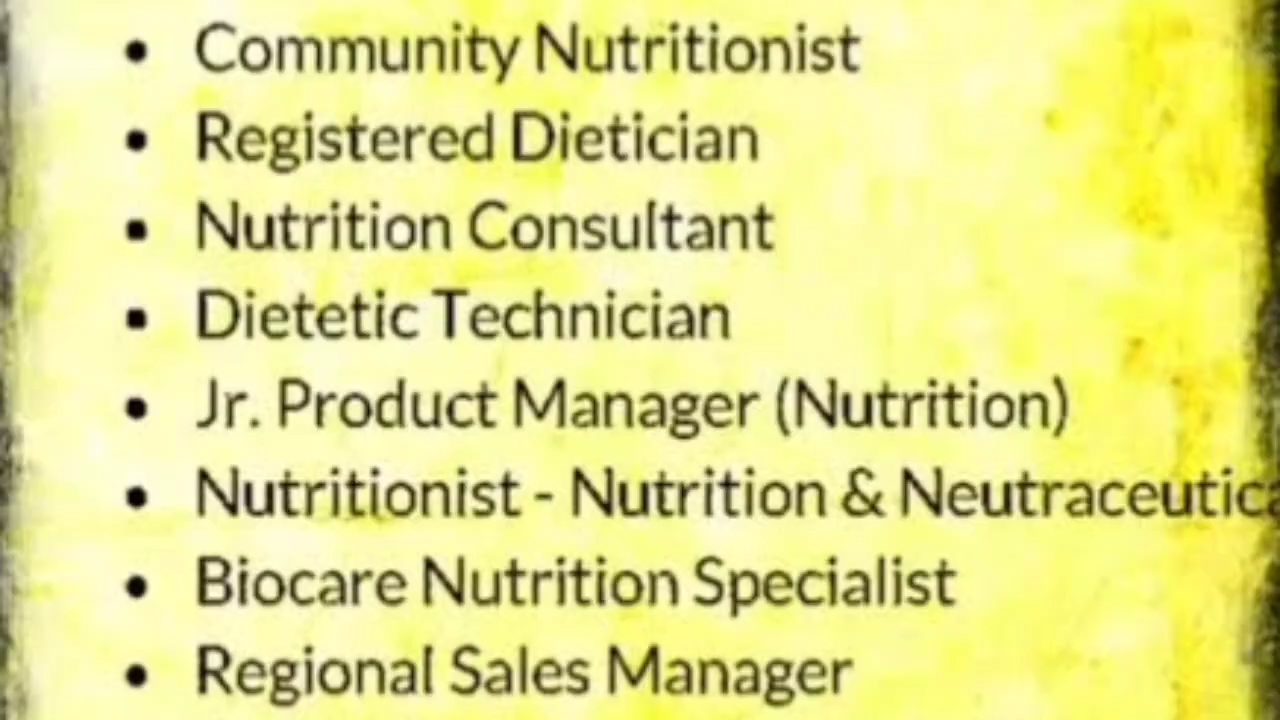 • Community Nutritionist
• Registered Dietician
• Nutrition Consultant
• Dietetic Technician
• Jr. Product Manager (Nutrition)
• Nutritionist - Nutrition & Neutraceutica
• Biocare Nutrition Specialist
• Regional Sales Manager